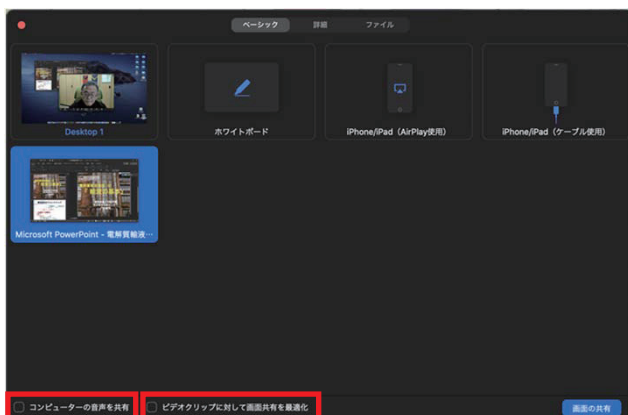 ベーシック 詳細 ファイル
Desktop 1 ホワイトボード iPhone/iPad（AirPlay使用） iPhone/iPad（ケーブル使用）
Microsoft PowerPoint - 電解質輸液…
コンピューターの音声を共有 ビデオクリップに対して画面共有を最適化 画面の共有